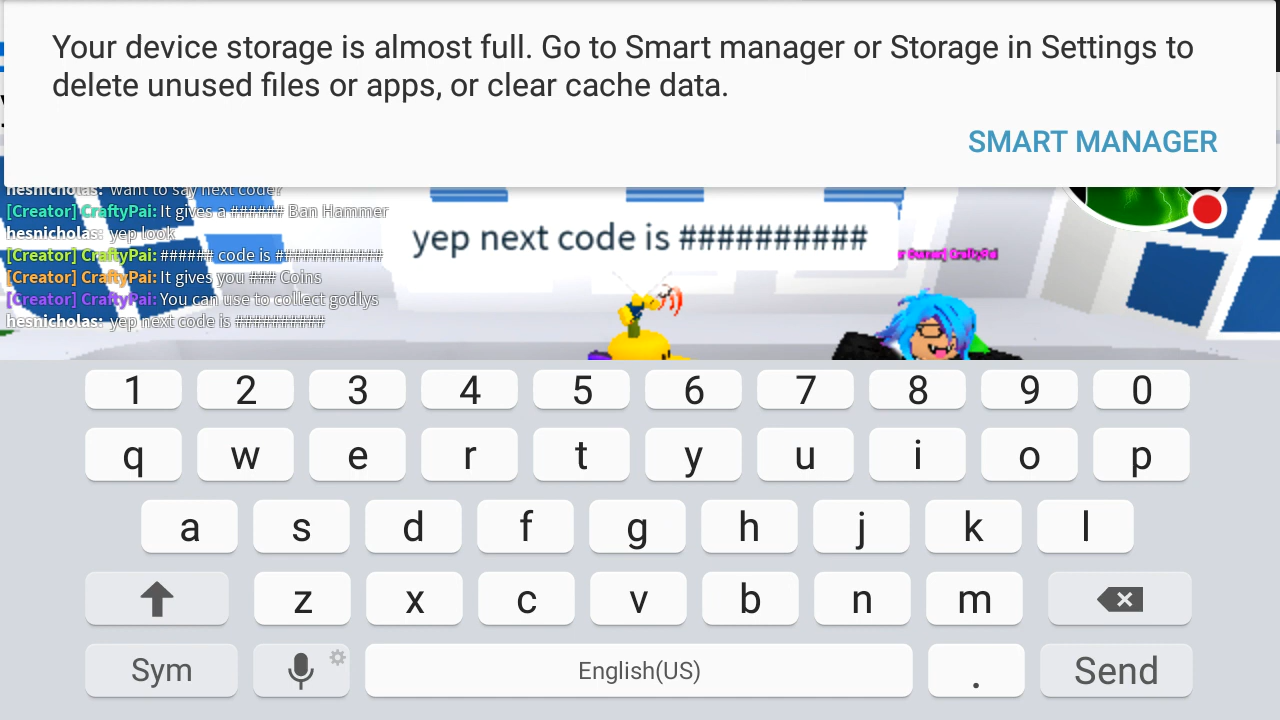 Your device storage is almost full. Go to Smart manager or Storage in Settings to
delete unused files or apps, or clear cache data.
SMART MANAGER
hesnicholas: want to say next code?
[Creator] CraftyPai: It gives a ###### Ban Hammer
hesnicholas: yep look
[Creator] CraftyPai: ###### code is ############
[Creator] CraftyPai: It gives you ### Coins
[Creator] CraftyPai: You can use to collect godlys
hesnicholas: yep next code is ##########
yep next code is ##########
Owner] CraftyPai
1 2 3 4 5 6 7 8 9 0
q w e r t y u i o p
a s d f g h j k l
z x c v b n m
Sym English(US) . Send